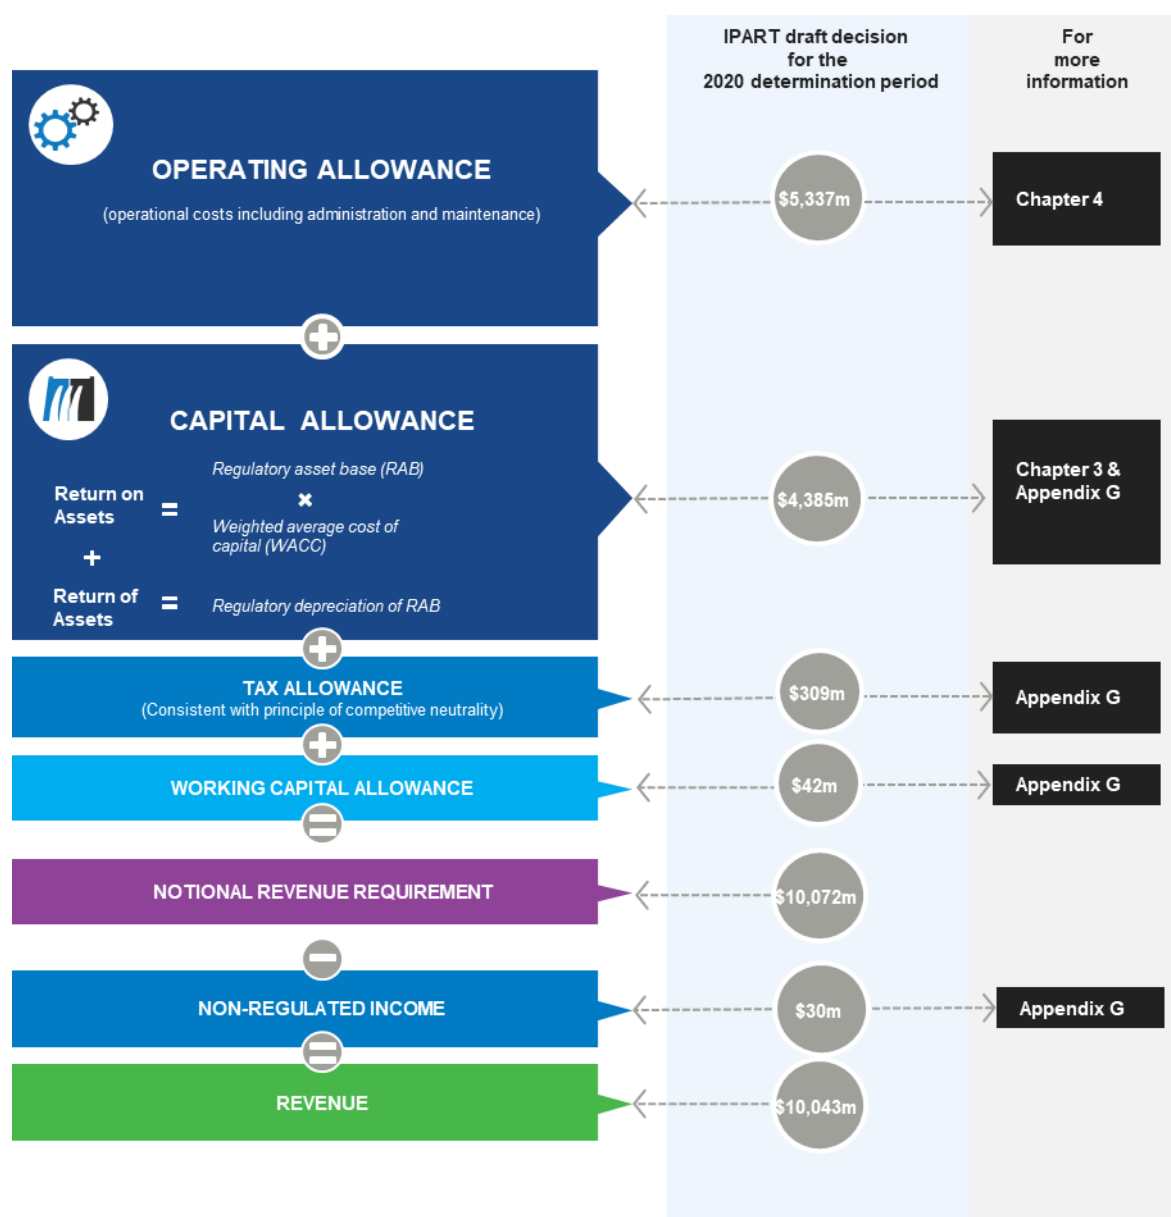 IPART draft decision
for the
2020 determination period
For
more
information
OPERATING ALLOWANCE
(operational costs including administration and maintenance)
$5,337m
Chapter 4
CAPITAL ALLOWANCE
Return on
Assets
=
Regulatory asset base (RAB)
×
Weighted average cost of
capital (WACC)
+
Return of
Assets
=
Regulatory depreciation of RAB
$4,385m
Chapter 3 &
Appendix G
+
TAX ALLOWANCE
(Consistent with principle of competitive neutrality)
$309m
Appendix G
+
WORKING CAPITAL ALLOWANCE
$42m
Appendix G
=
NOTIONAL REVENUE REQUIREMENT
$10,072m
−
NON-REGULATED INCOME
$30m
Appendix G
=
REVENUE
$10,043m